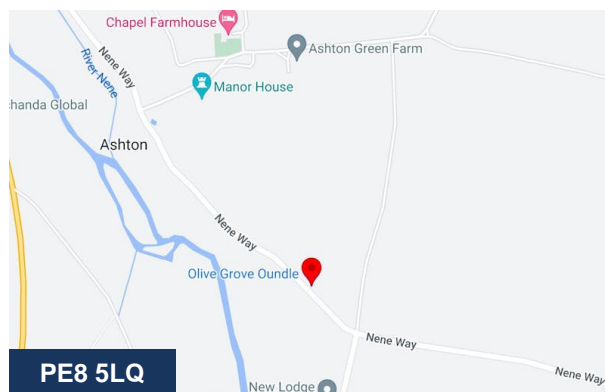 Chapel Farmhouse
Ashton Green Farm
Nene Way
River Nene
Manor House
handa Global
Ashton
Nene Way
Olive Grove Oundle
Nene Way
Nene Way
New Lodge
PE8 5LQ